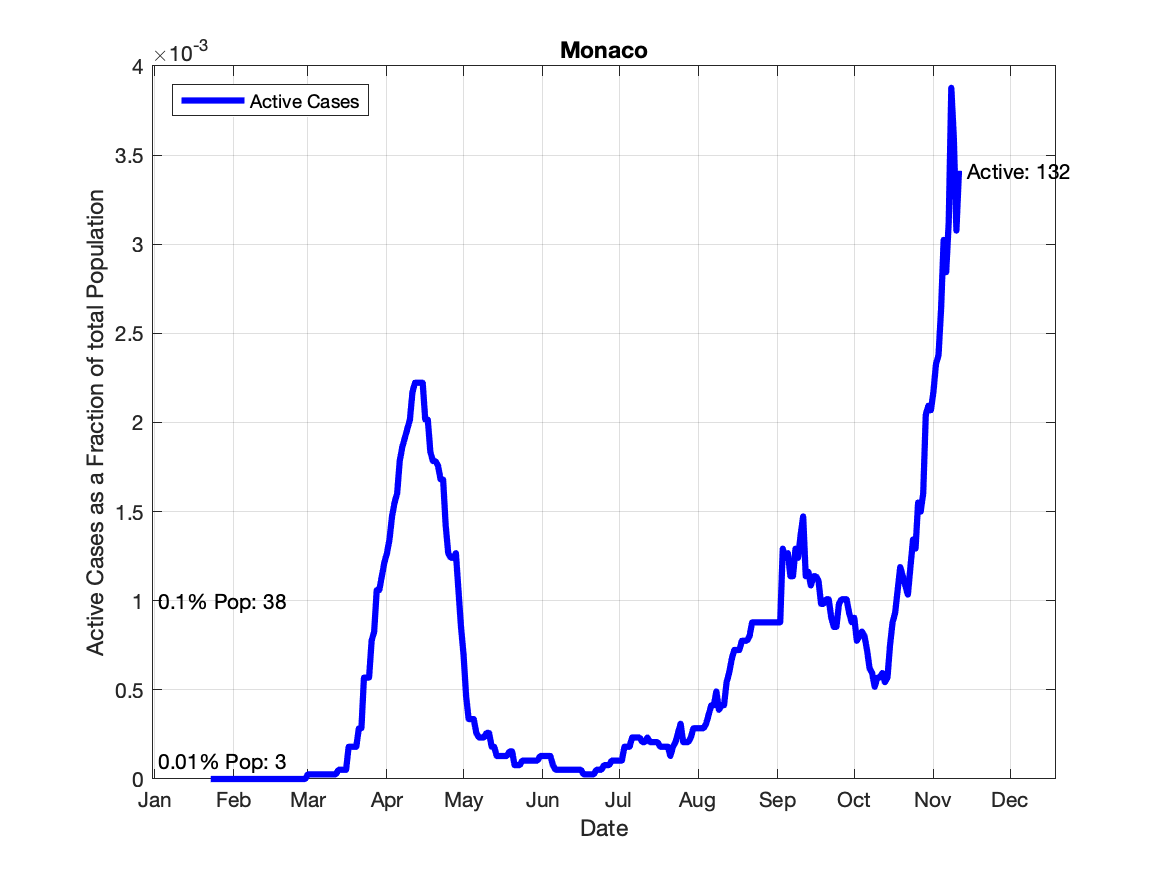 Monaco
×10-3
4
3.5
3
2.5
2
1.5
1
0.5
0
Active Cases as a Fraction of total Population
Active Cases
Active: 132
0.1% Pop: 38
0.01% Pop: 3
Jan Feb Mar Apr May Jun Jul Aug Sep Oct Nov Dec
Date